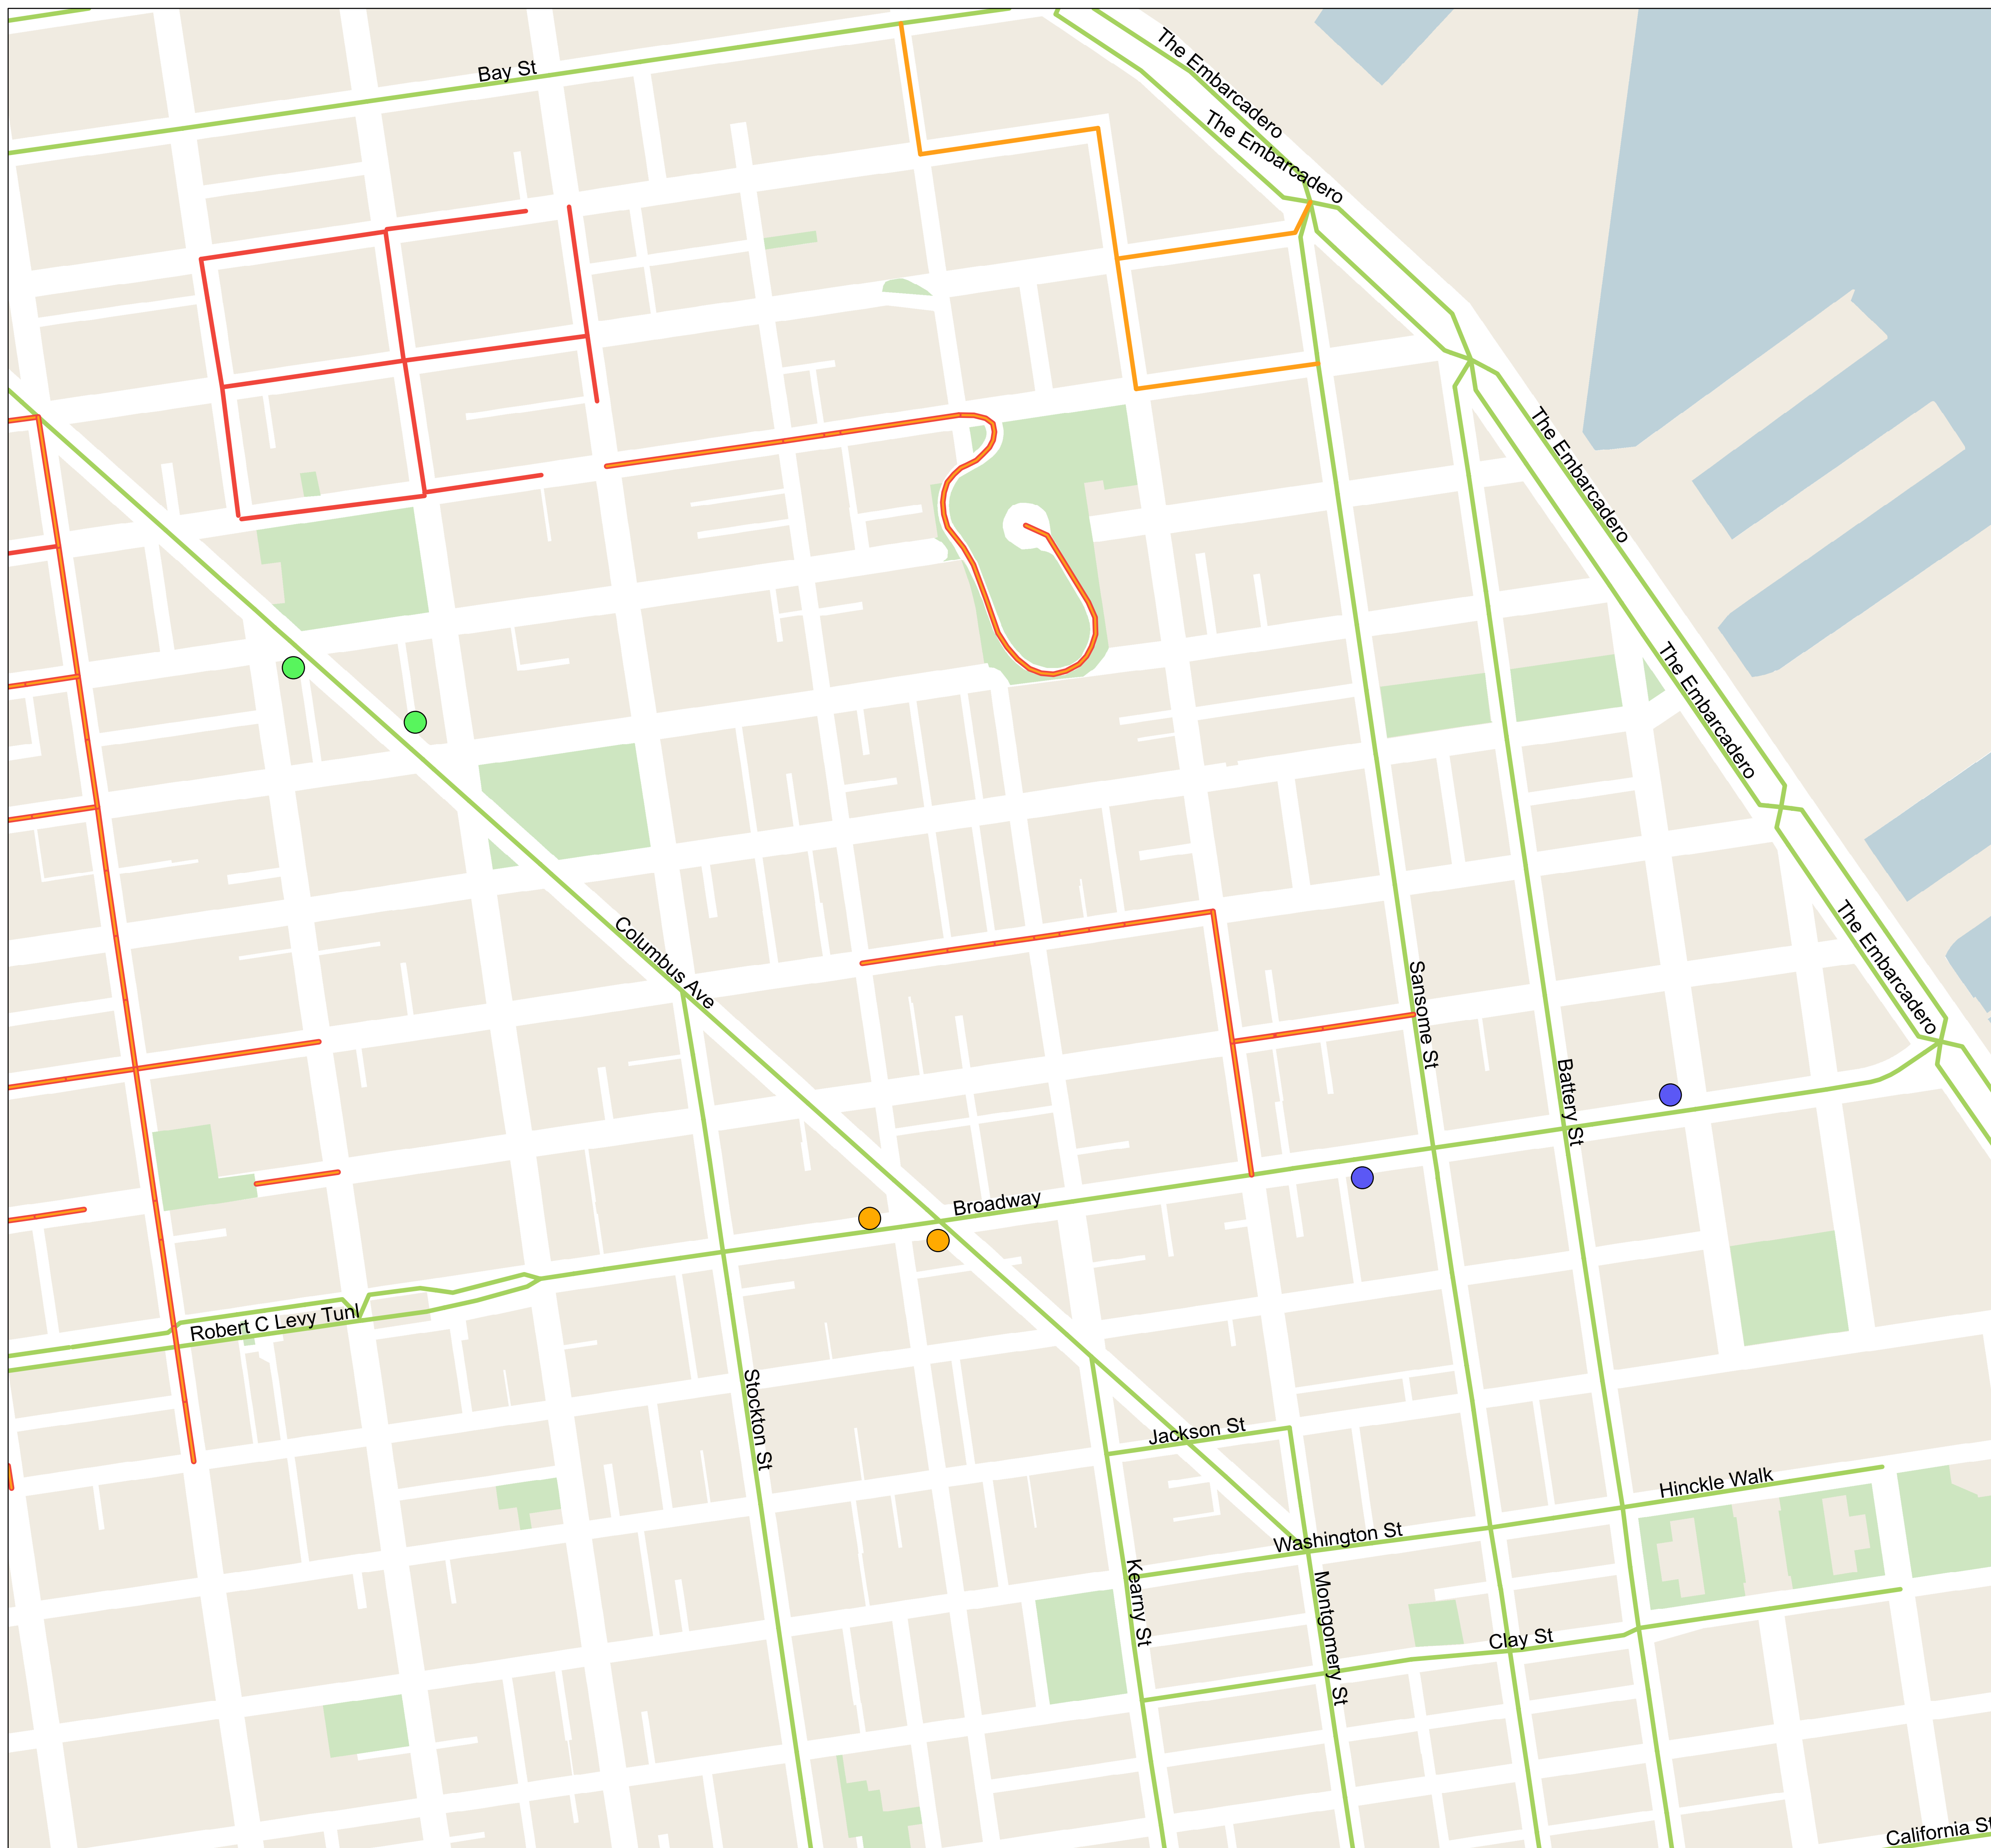 The Embarcadero
Bay St
The Embarcadero
The Embarcadero
The Embarcadero
The Embarcadero
Columbus Ave
Sansome St
Battery St
Broadway
Robert C Levy Tunl
Stockton St
Jackson St
Hinckle Walk
Washington St
Kearny St
Montgomery St
Clay St
California St